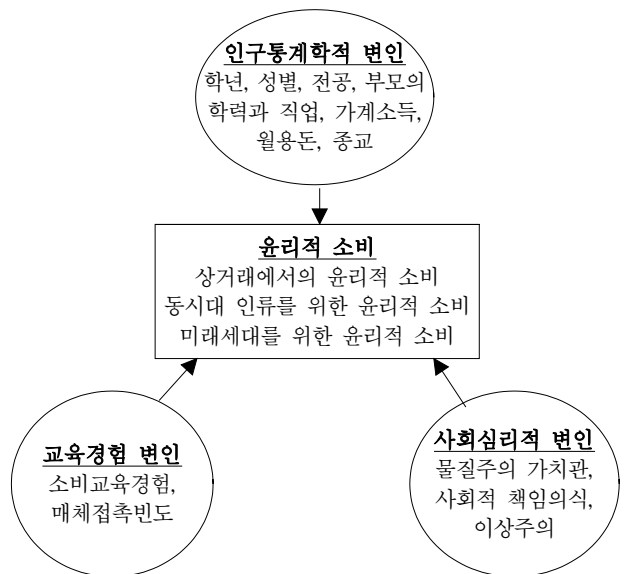 인구통계학적 변인
학년, 성별, 전공, 부모의
학력과 직업, 가계소득,
월용돈, 종교
윤리적 소비
상거래에서의 윤리적 소비
동시대 인류를 위한 윤리적 소비
미래세대를 위한 윤리적 소비
교육경험 변인
소비교육경험,
매체접촉빈도
사회심리적 변인
물질주의 가치관,
사회적 책임의식,
이상주의